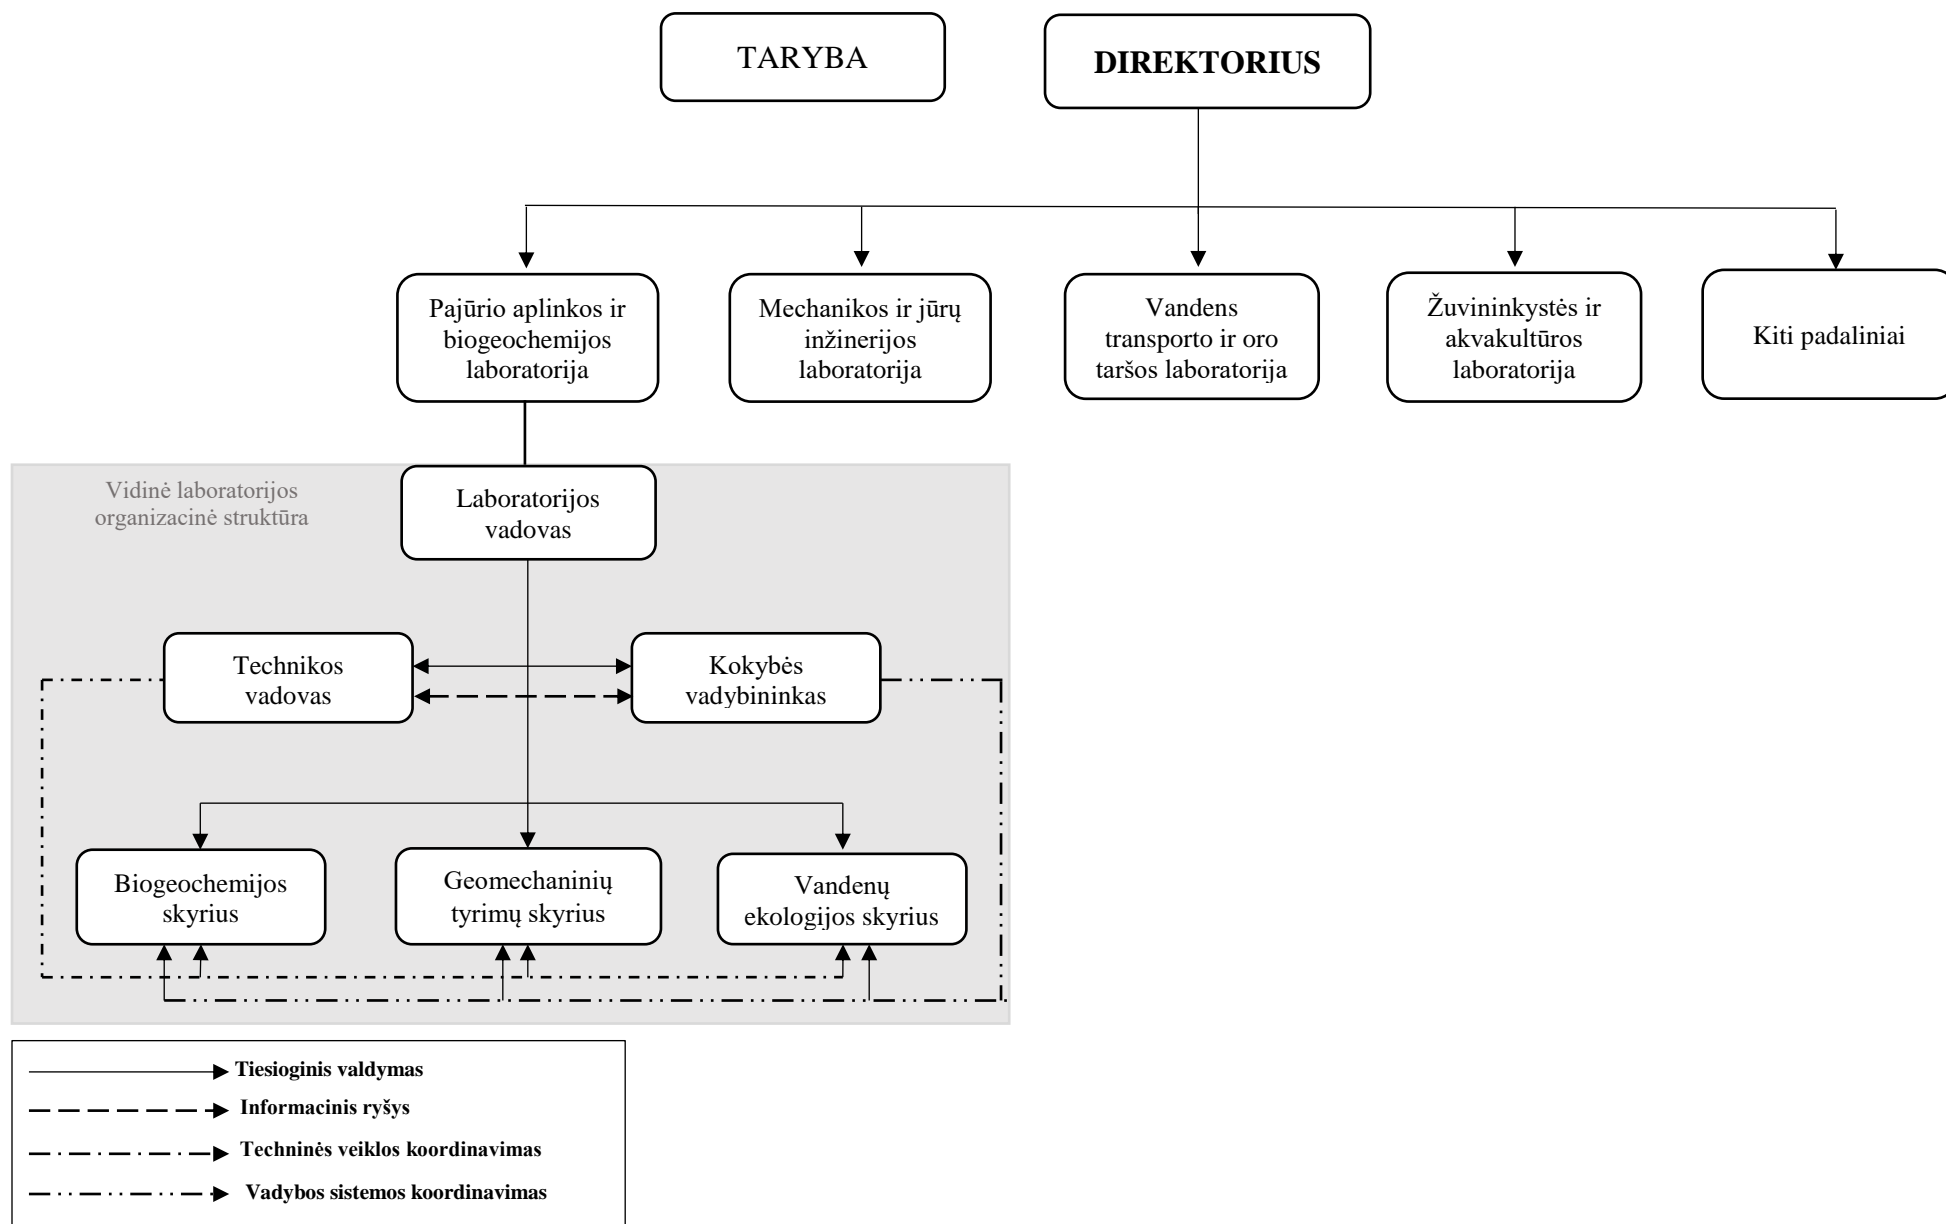 TARYBA
DIREKTORIUS
Pajūrio aplinkos ir
biogeochemijos
laboratorija
Mechanikos ir jūrų
inžinerijos
laboratorija
Vandens
transporto ir oro
taršos laboratorija
Žuvininkystės ir
akvakultūros
laboratorija
Kiti padaliniai
Vidinė laboratorijos
organizacinė struktūra
Laboratorijos
vadovas
Technikos
vadovas
Kokybės
vadybininkas
Biogeochemijos
skyrius
Geomechaninių
tyrimų skyrius
Vandenų
ekologijos skyrius
Tiesioginis valdymas
Informacinis ryšys
Techninės veiklos koordinavimas
Vadybos sistemos koordinavimas